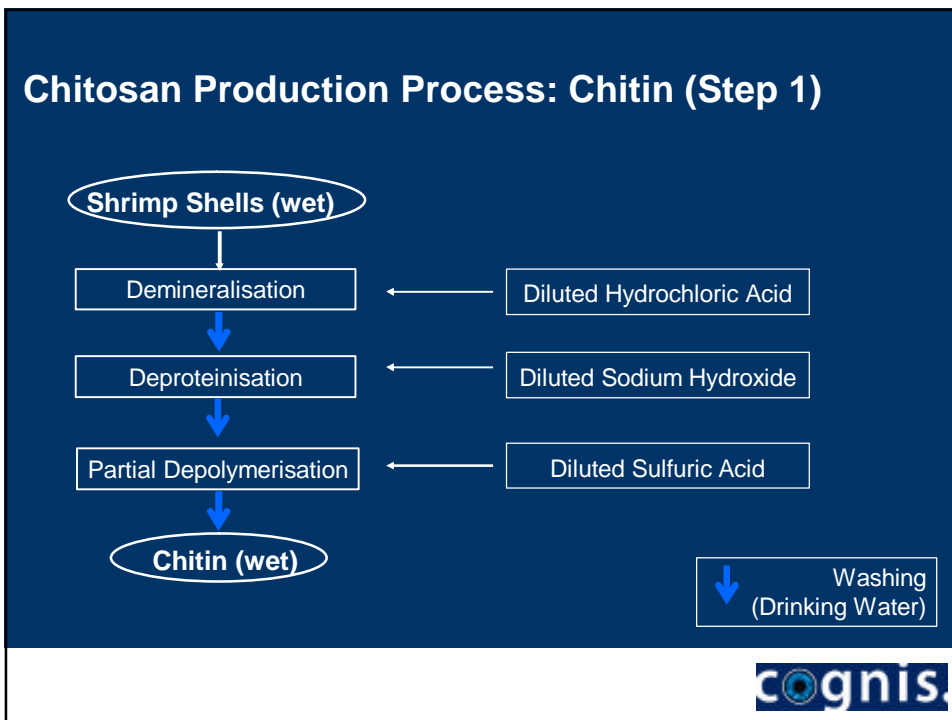 Chitosan Production Process: Chitin (Step 1)
Shrimp Shells (wet)
Demineralisation
Diluted Hydrochloric Acid
Deproteinisation
Diluted Sodium Hydroxide
Partial Depolymerisation
Diluted Sulfuric Acid
Chitin (wet)
Washing
(Drinking Water)
cognis.